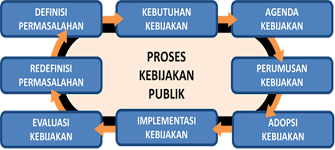 DEFINISI
PERMASALAHAN
KEBUTUHAN
KEBIJAKAN
AGENDA
KEBIJAKAN
PROSES
KEBIJAKAN
PUBLIK
REDEFINISI
PERMASALAHAN
PERUMUSAN
KEBIJAKAN
EVALUASI
KEBIJAKAN
IMPLEMENTASI
KEBIJAKAN
ADOPSI
KEBIJAKAN